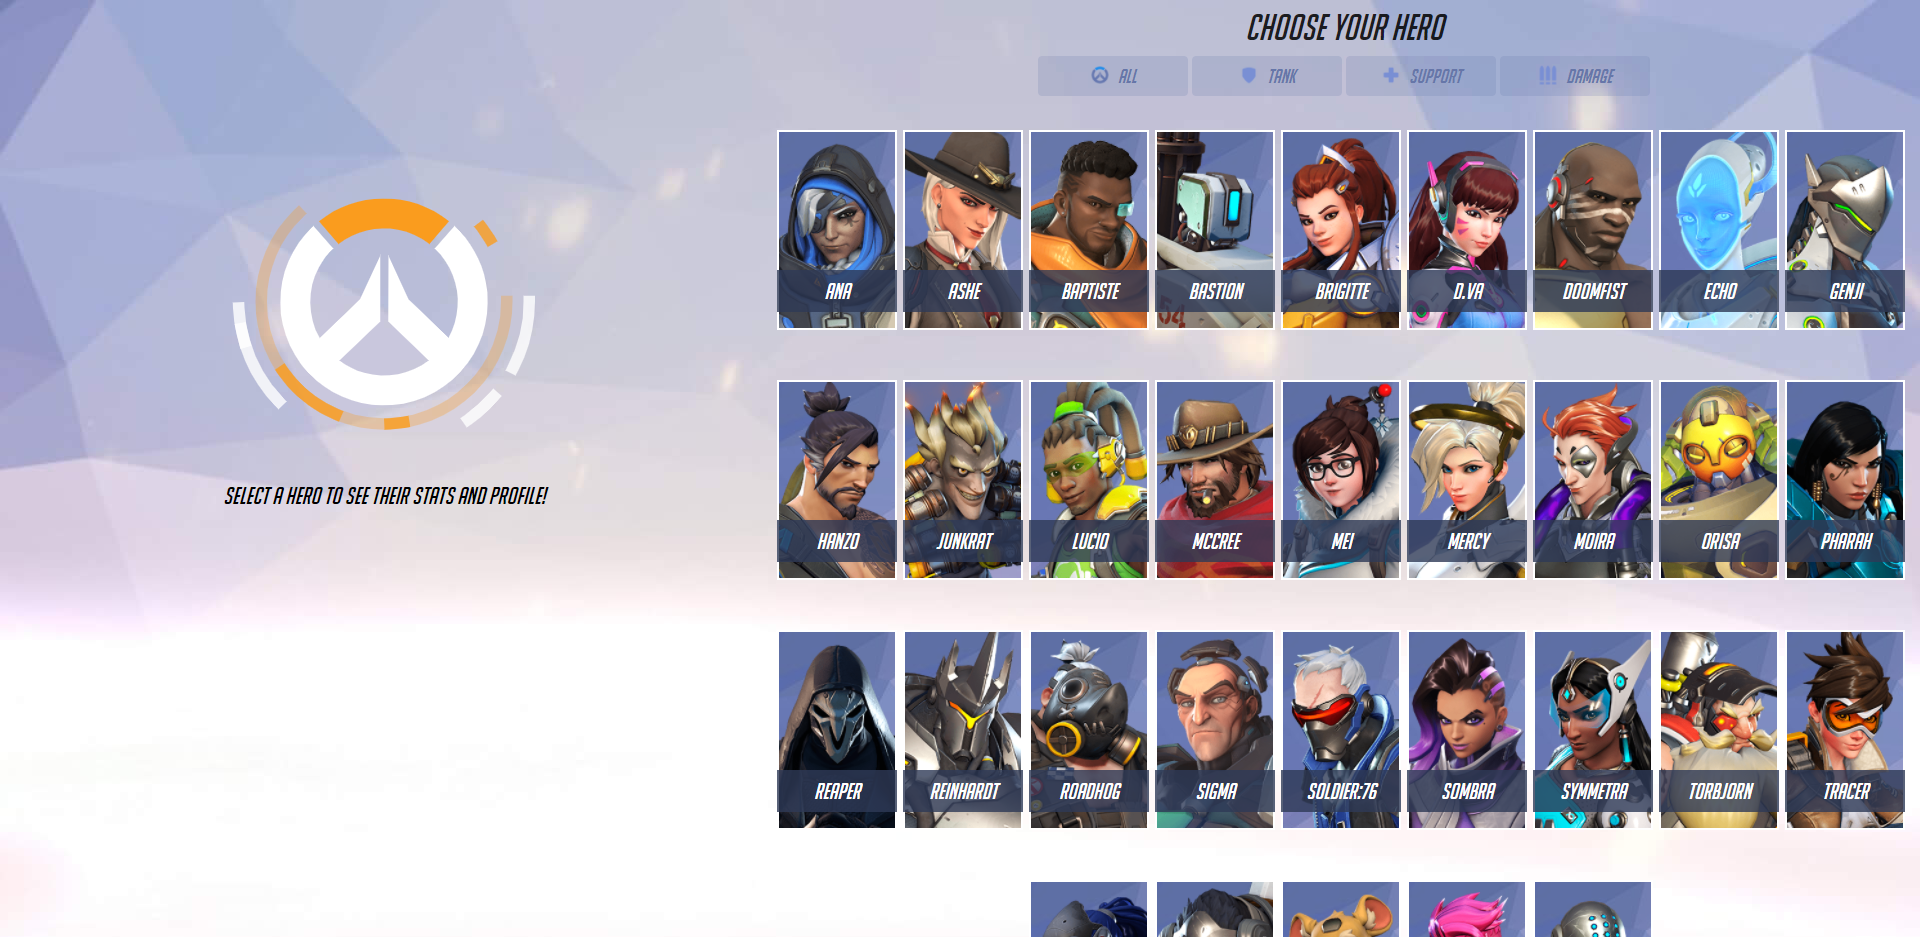 CHOOSE YOUR HERO
ALL TANK SUPPORT DAMAGE
ANA ASHE BAPTISTE BASTION BRIGITTE D.VA DOOMFIST ECHO GENJI
SELECT A HERO TO SEE THEIR STATS AND PROFILE!
HANZO JUNKRAT LUCIO MCCREE MEI MERCY MOIRA ORISA PHARAH
REAPER REINHARDT ROADHOG SIGMA SOLDIER:76 SOMBRA SYMMETRA TORBJORN TRACER